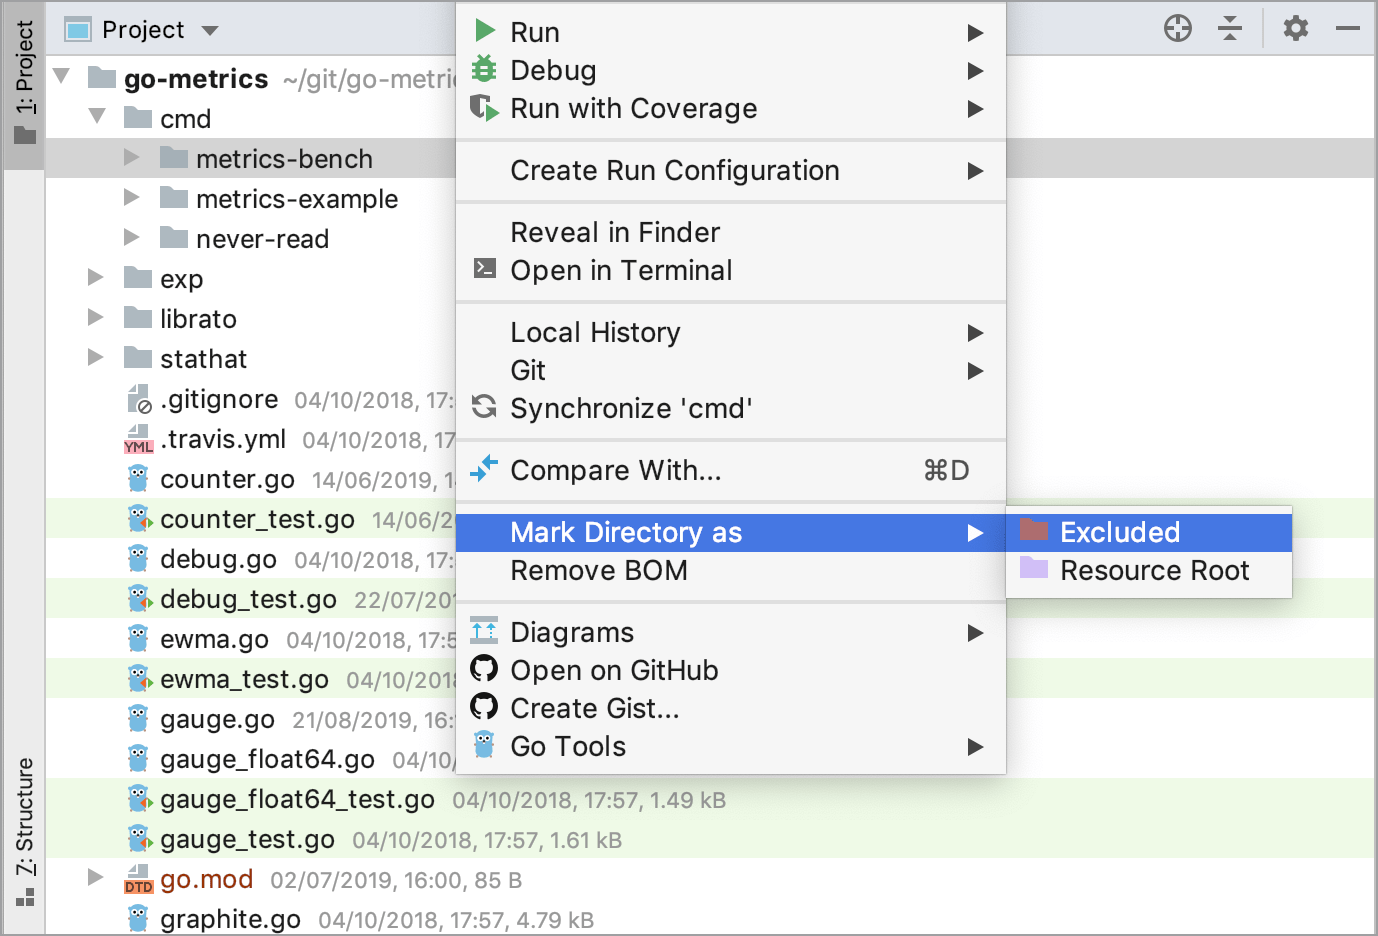 1: Project
Project
go-metrics ~/git/go-metric
cmd
metrics-bench
metrics-example
never-read
exp
librato
stathat
.gitignore 04/10/2018, 17:
YML .travis.yml 04/10/2018, 17
counter.go 14/06/2019, 1
counter_test.go 14/06/2
debug.go 04/10/2018, 17:
debug_test.go 22/07/201
ewma.go 04/10/2018, 17:5
ewma_test.go 04/10/2018
gauge.go 21/08/2019, 16:
gauge_float64.go 04/10/
gauge_float64_test.go 04/10/2018, 17:57, 1.49 kB
gauge_test.go 04/10/2018, 17:57, 1.61 kB
DTD go.mod 02/07/2019, 16:00, 85 B
graphite.go 04/10/2018, 17:57, 4.79 kB
Z: Structure
Run
Debug
Run with Coverage
Create Run Configuration
Reveal in Finder
Open in Terminal
Local History
Git
Synchronize 'cmd'
Compare With... ⌘D
Mark Directory as
Remove BOM
Diagrams
Open on GitHub
Create Gist...
Go Tools
Excluded
Resource Root